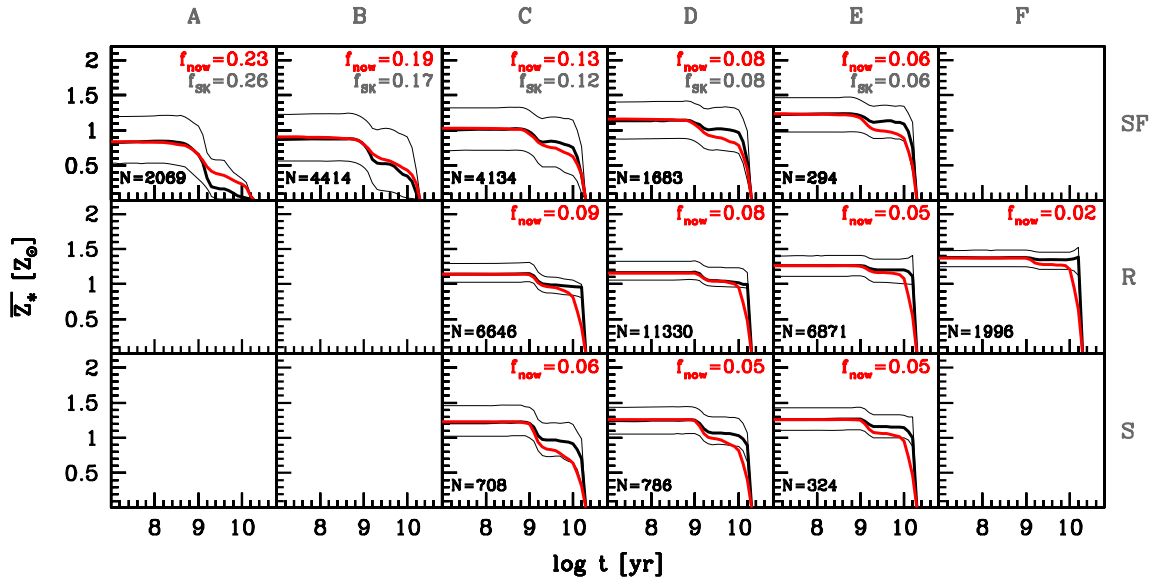 A B C D E F
2 f_now=0.23 f_now=0.19 f_now=0.13 f_now=0.08 f_now=0.06
f_SK=0.26 f_SK=0.17 f_SK=0.12 f_SK=0.08 f_SK=0.06
1.5
1 SF
0.5
N=2069 N=4414 N=4134 N=1683 N=294
2 f_now=0.09 f_now=0.08 f_now=0.05 f_now=0.02
1.5
1 R
0.5 N=6646 N=11330 N=6871 N=1996
2 f_now=0.06 f_now=0.05 f_now=0.05
1.5
1 S
0.5 N=708 N=786 N=324
8 9 10 8 9 10 8 9 10 8 9 10 8 9 10 8 9 10
log t [yr]
Z̅_* [Z_⊙]